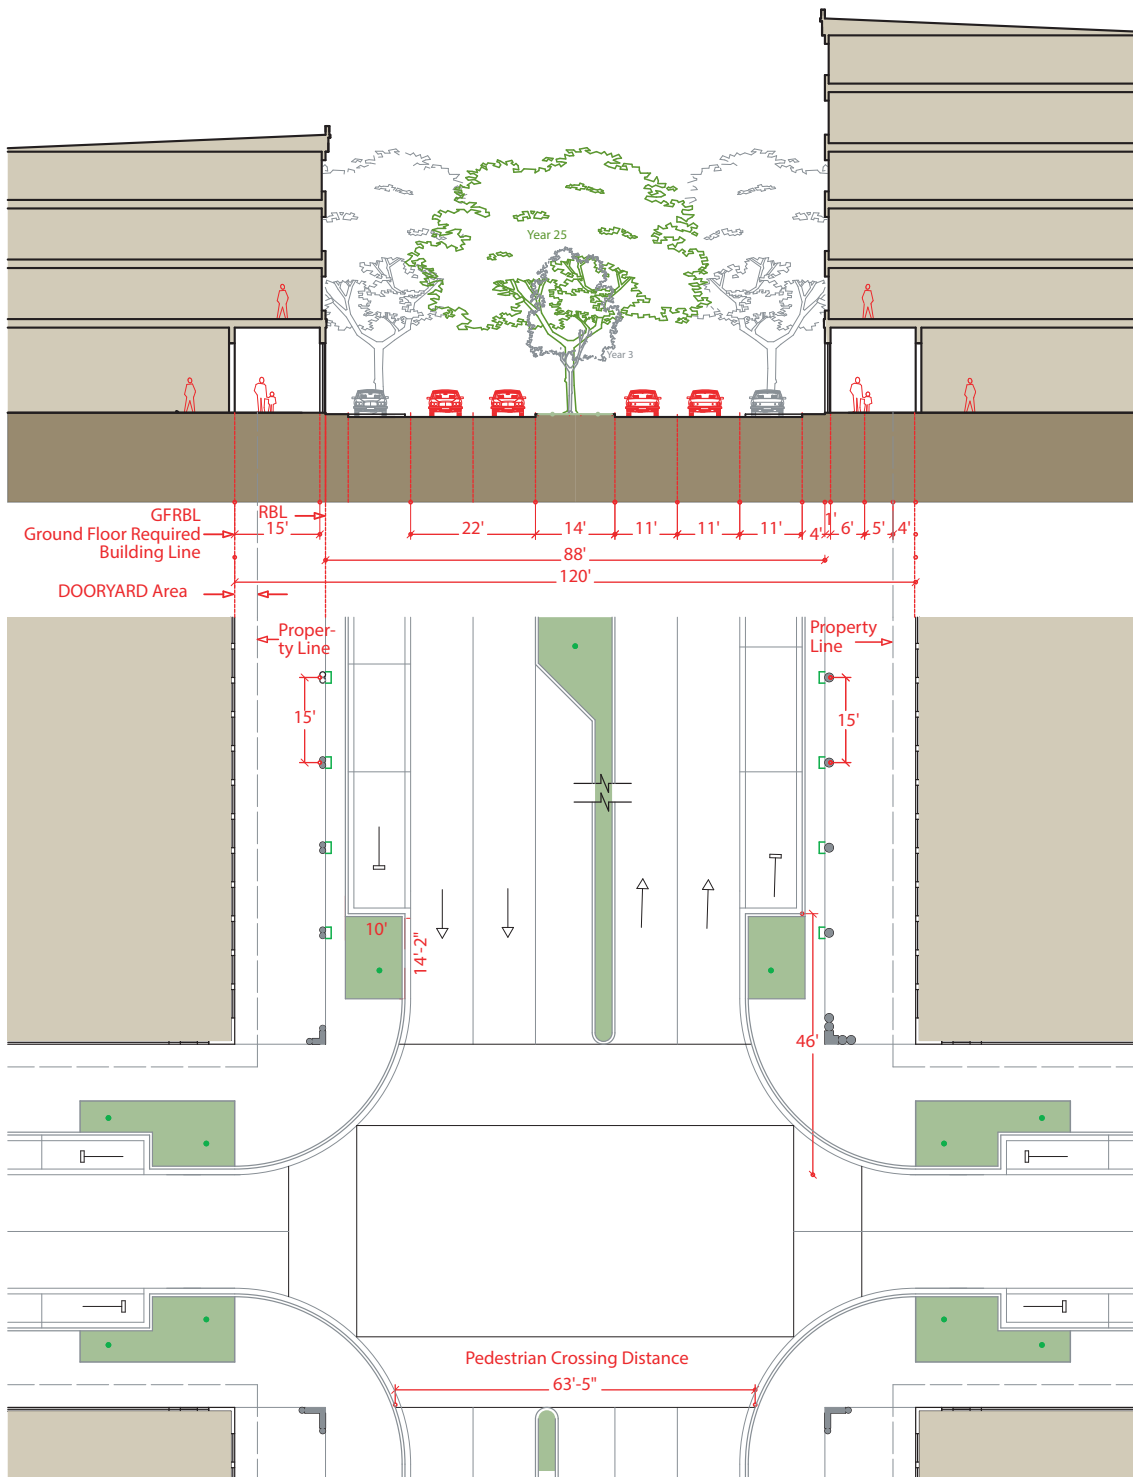 Year 25
Year 3
GFRBL
Ground Floor Required
Building Line
RBL
15'
22'
14'
11'
11'
11'
4'
1'
6'
5'
4'
88'
120'
DOORYARD Area
Proper-
ty Line
Property
Line
15'
15'
10'
14'-2"
46'
Pedestrian Crossing Distance
63'-5"